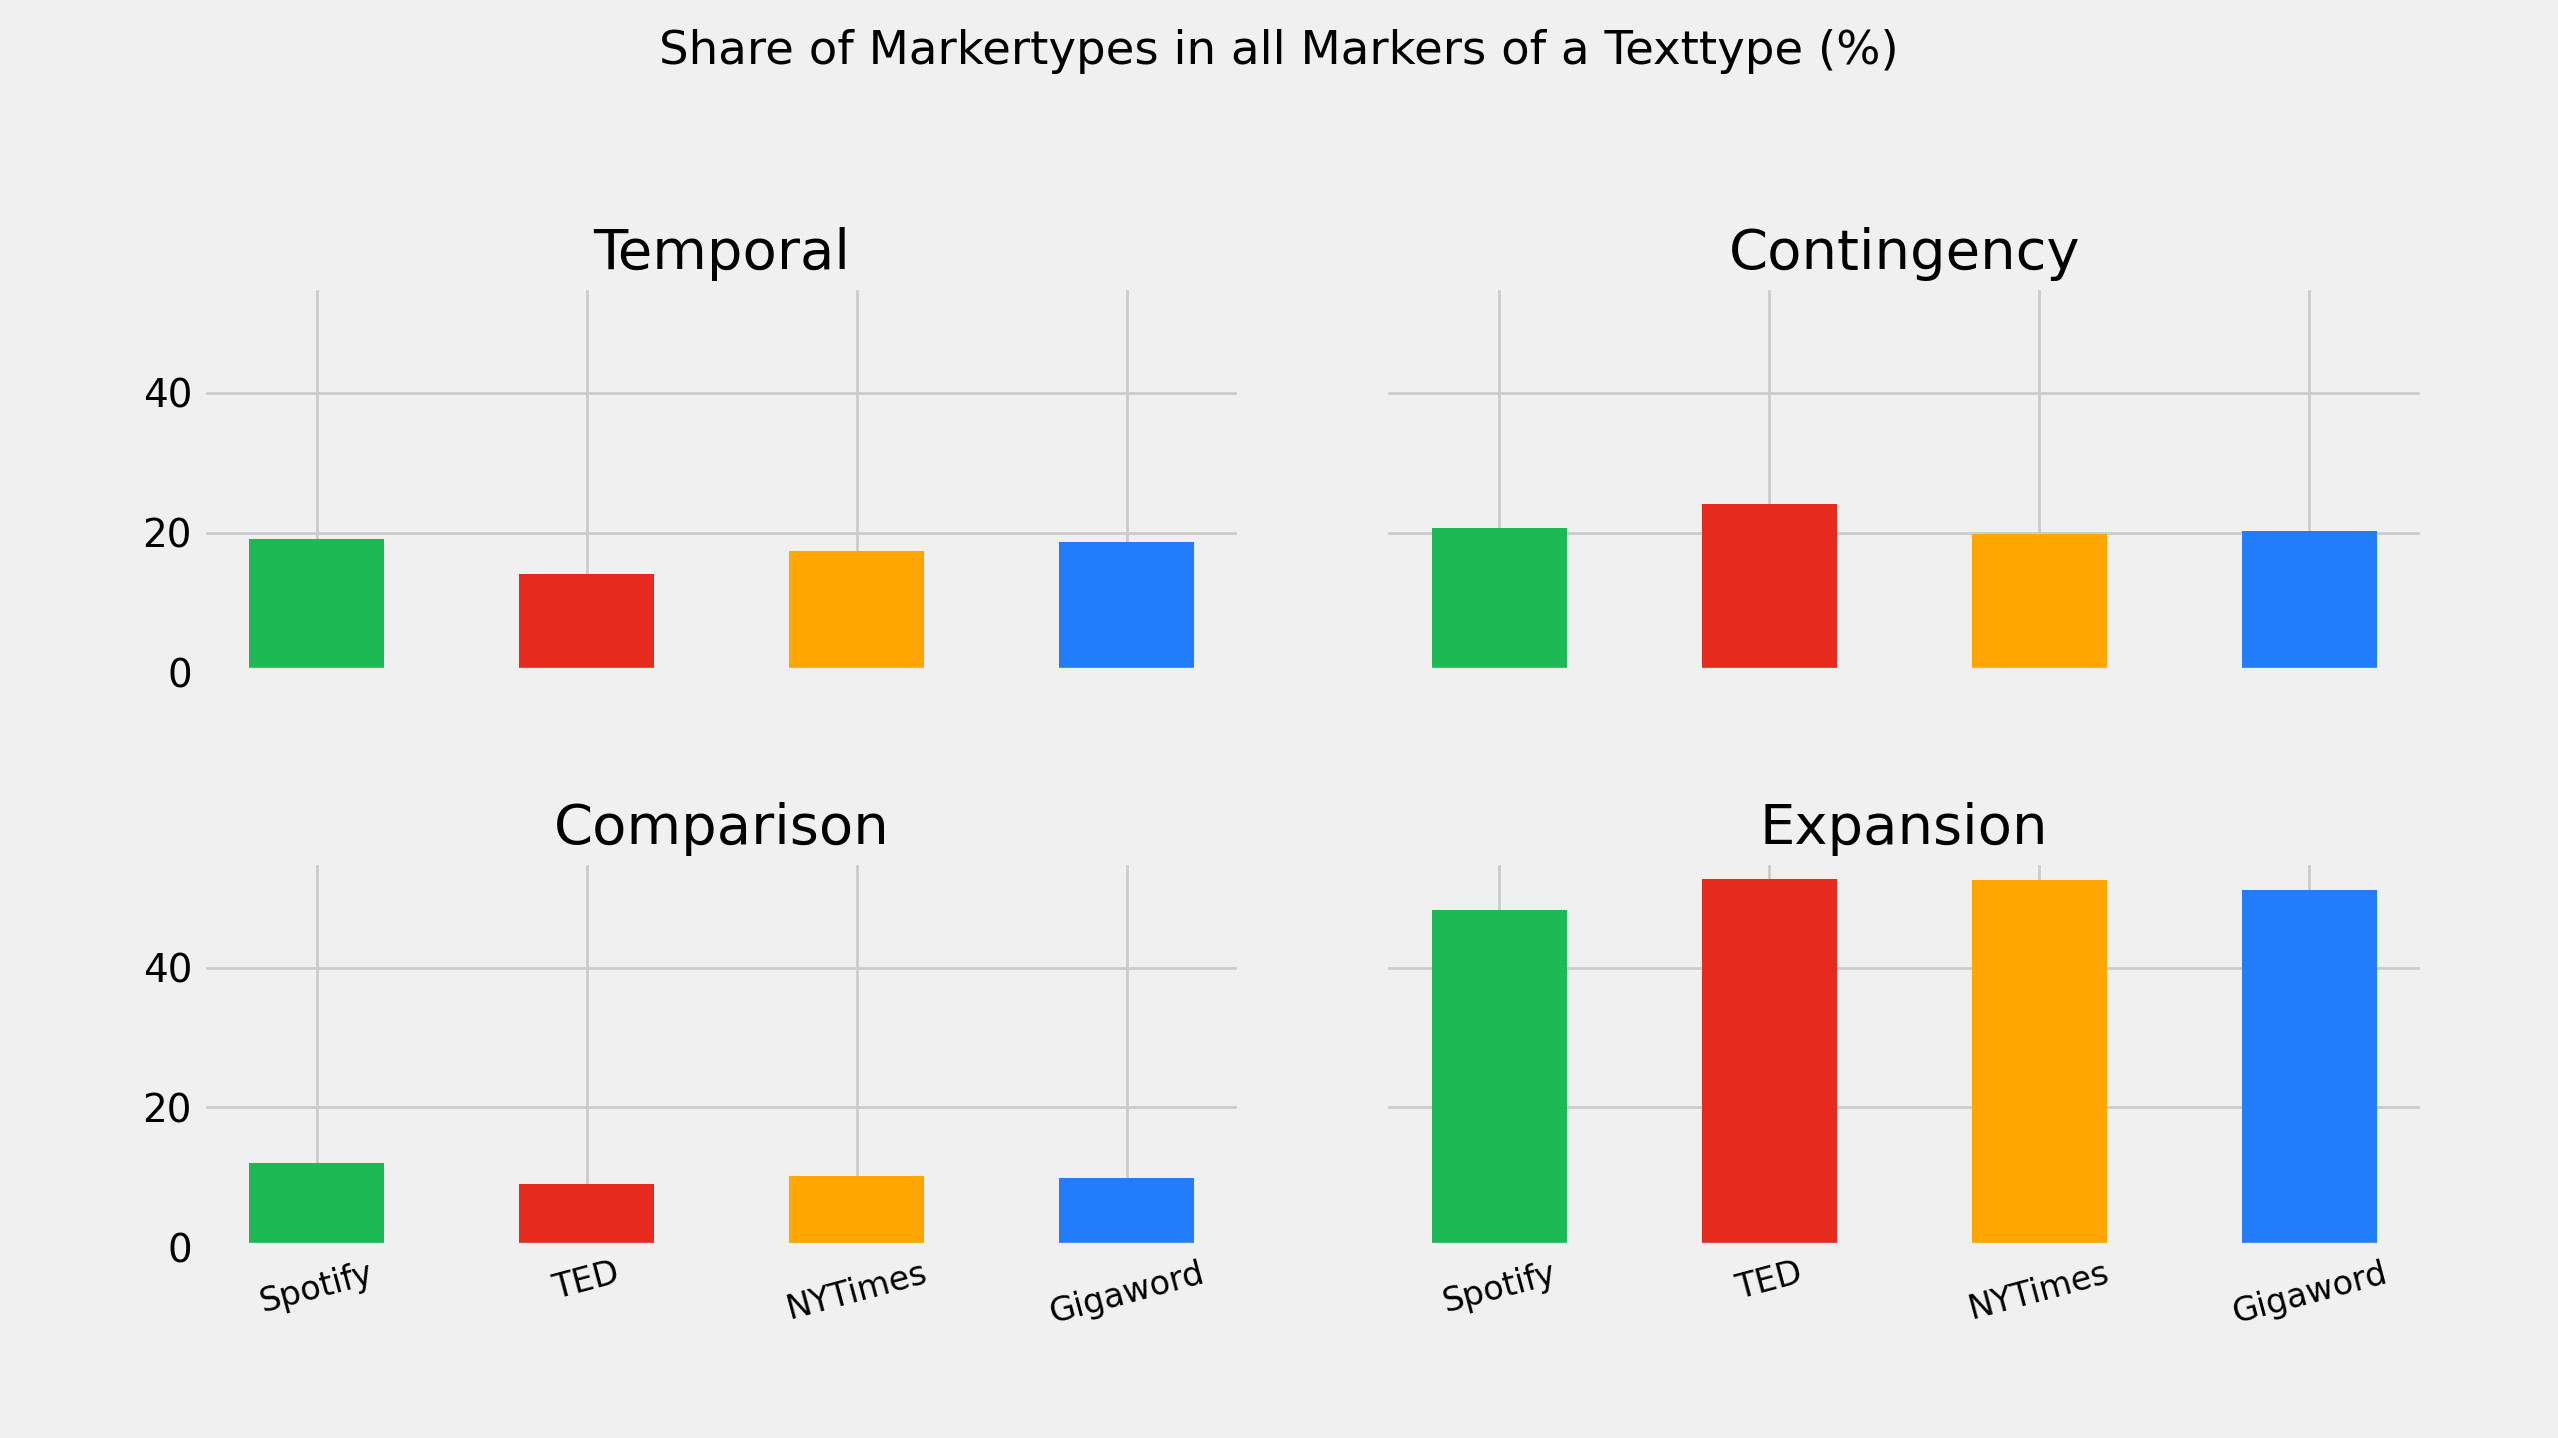 Share of Markertypes in all Markers of a Texttype (%)
Temporal
40
20
0
Contingency
Comparison
40
20
0
Spotify
TED
NYTimes
Gigaword
Expansion
Spotify
TED
NYTimes
Gigaword